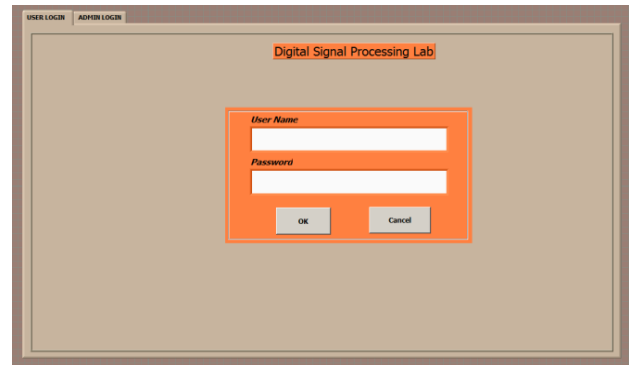 USER LOGIN ADMIN LOGIN
Digital Signal Processing Lab
User Name
Password
OK Cancel